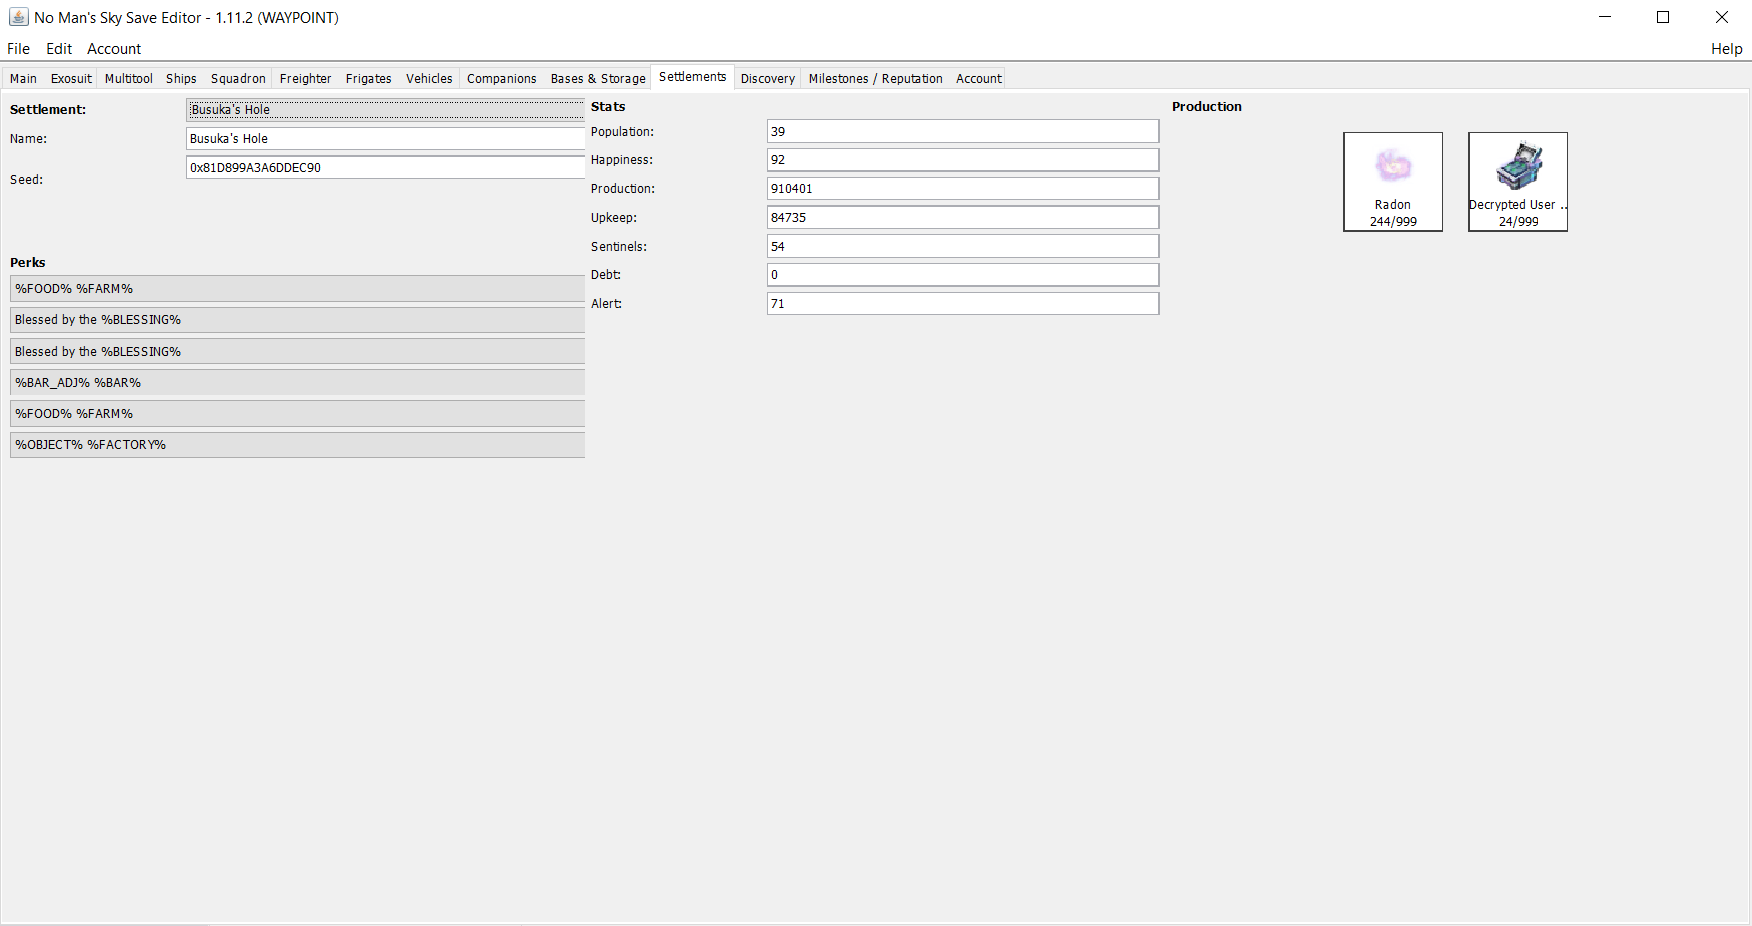 No Man's Sky Save Editor - 1.11.2 (WAYPOINT)
File Edit Account Help
Main Exosuit Multitool Ships Squadron Freighter Frigates Vehicles Companions Bases & Storage Settlements Discovery Milestones / Reputation Account
Settlement: Busuka's Hole
Name: Busuka's Hole
Seed: 0x81D899A3A6DDEC90
Perks
%FOOD% %FARM%
Blessed by the %BLESSING%
Blessed by the %BLESSING%
%BAR_ADJ% %BAR%
%FOOD% %FARM%
%OBJECT% %FACTORY%
Stats
Population: 39
Happiness: 92
Production: 910401
Upkeep: 84735
Sentinels: 54
Debt: 0
Alert: 71
Production
Radon
244/999
Decrypted User ..
24/999